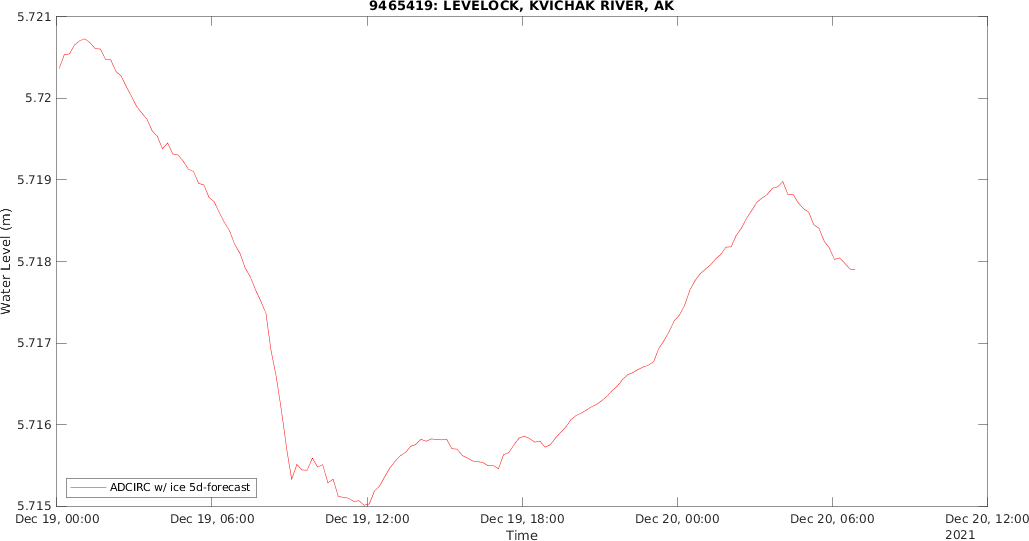 9465419: LEVELOCK, KVICHAK RIVER, AK
5.721
5.72
5.719
5.718
5.717
5.716
5.715
Water Level (m)
ADCIRC w/ ice 5d-forecast
Dec 19, 00:00
Dec 19, 06:00
Dec 19, 12:00
Dec 19, 18:00
Dec 20, 00:00
Dec 20, 06:00
Dec 20, 12:00
Time
2021